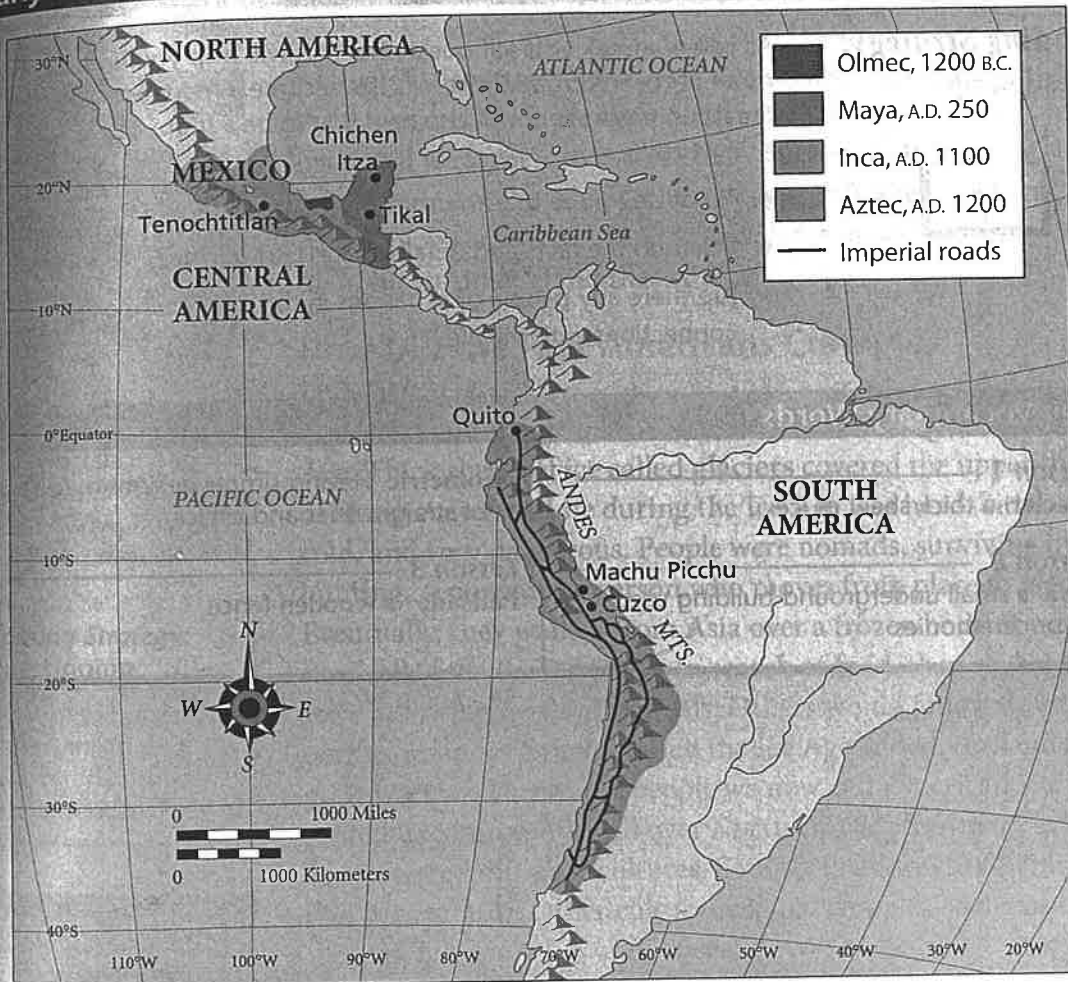 NORTH AMERICA
ATLANTIC OCEAN
Olmec, 1200 B.C.
Maya, A.D. 250
Inca, A.D. 1100
Aztec, A.D. 1200
Imperial roads
30°N
Chichen
Itza
MEXICO
20°N
Tenochtitlan
Tikal
Caribbean Sea
CENTRAL
AMERICA
10°N
Quito
0° Equator
PACIFIC OCEAN
ANDES
MTS.
SOUTH
AMERICA
10°S
Machu Picchu
Cuzco
N
W
E
S
20°S
30°S
0 1000 Miles
0 1000 Kilometers
40°S
110°W 100°W 90°W 80°W 70°W 60°W 50°W 40°W 30°W 20°W